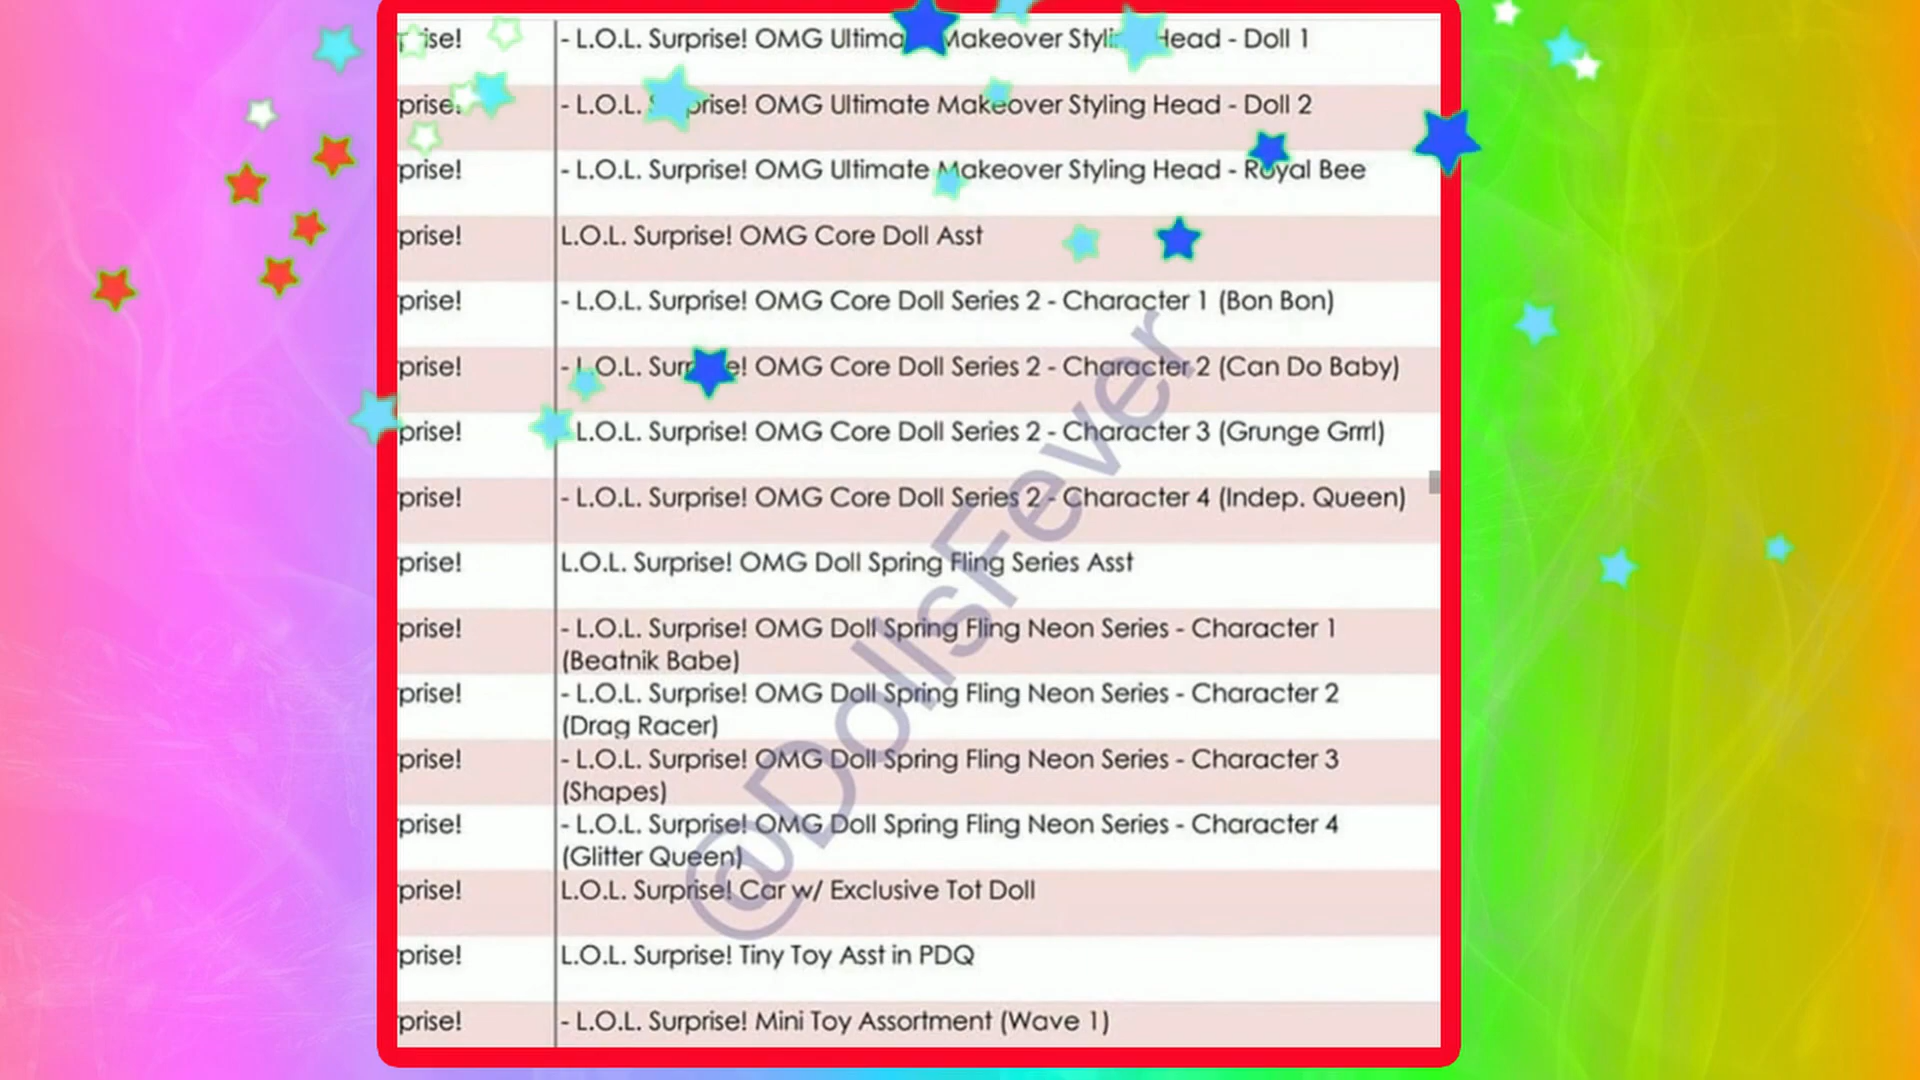 prise! - L.O.L. Surprise! OMG Ultimate Makeover Styling Head - Doll 1
prise! - L.O.L. Surprise! OMG Ultimate Makeover Styling Head - Doll 2
prise! - L.O.L. Surprise! OMG Ultimate Makeover Styling Head - Royal Bee
prise! L.O.L. Surprise! OMG Core Doll Asst
prise! - L.O.L. Surprise! OMG Core Doll Series 2 - Character 1 (Bon Bon)
prise! - L.O.L. Surprise! OMG Core Doll Series 2 - Character 2 (Can Do Baby)
prise! - L.O.L. Surprise! OMG Core Doll Series 2 - Character 3 (Grunge Grrrl)
prise! - L.O.L. Surprise! OMG Core Doll Series 2 - Character 4 (Indep. Queen)
prise! L.O.L. Surprise! OMG Doll Spring Fling Series Asst
prise! - L.O.L. Surprise! OMG Doll Spring Fling Neon Series - Character 1
(Beatnik Babe)
prise! - L.O.L. Surprise! OMG Doll Spring Fling Neon Series - Character 2
(Drag Racer)
prise! - L.O.L. Surprise! OMG Doll Spring Fling Neon Series - Character 3
(Shapes)
prise! - L.O.L. Surprise! OMG Doll Spring Fling Neon Series - Character 4
(Glitter Queen)
prise! L.O.L. Surprise! Car w/ Exclusive Tot Doll
prise! L.O.L. Surprise! Tiny Toy Asst in PDQ
prise! - L.O.L. Surprise! Mini Toy Assortment (Wave 1)
@DollsFever